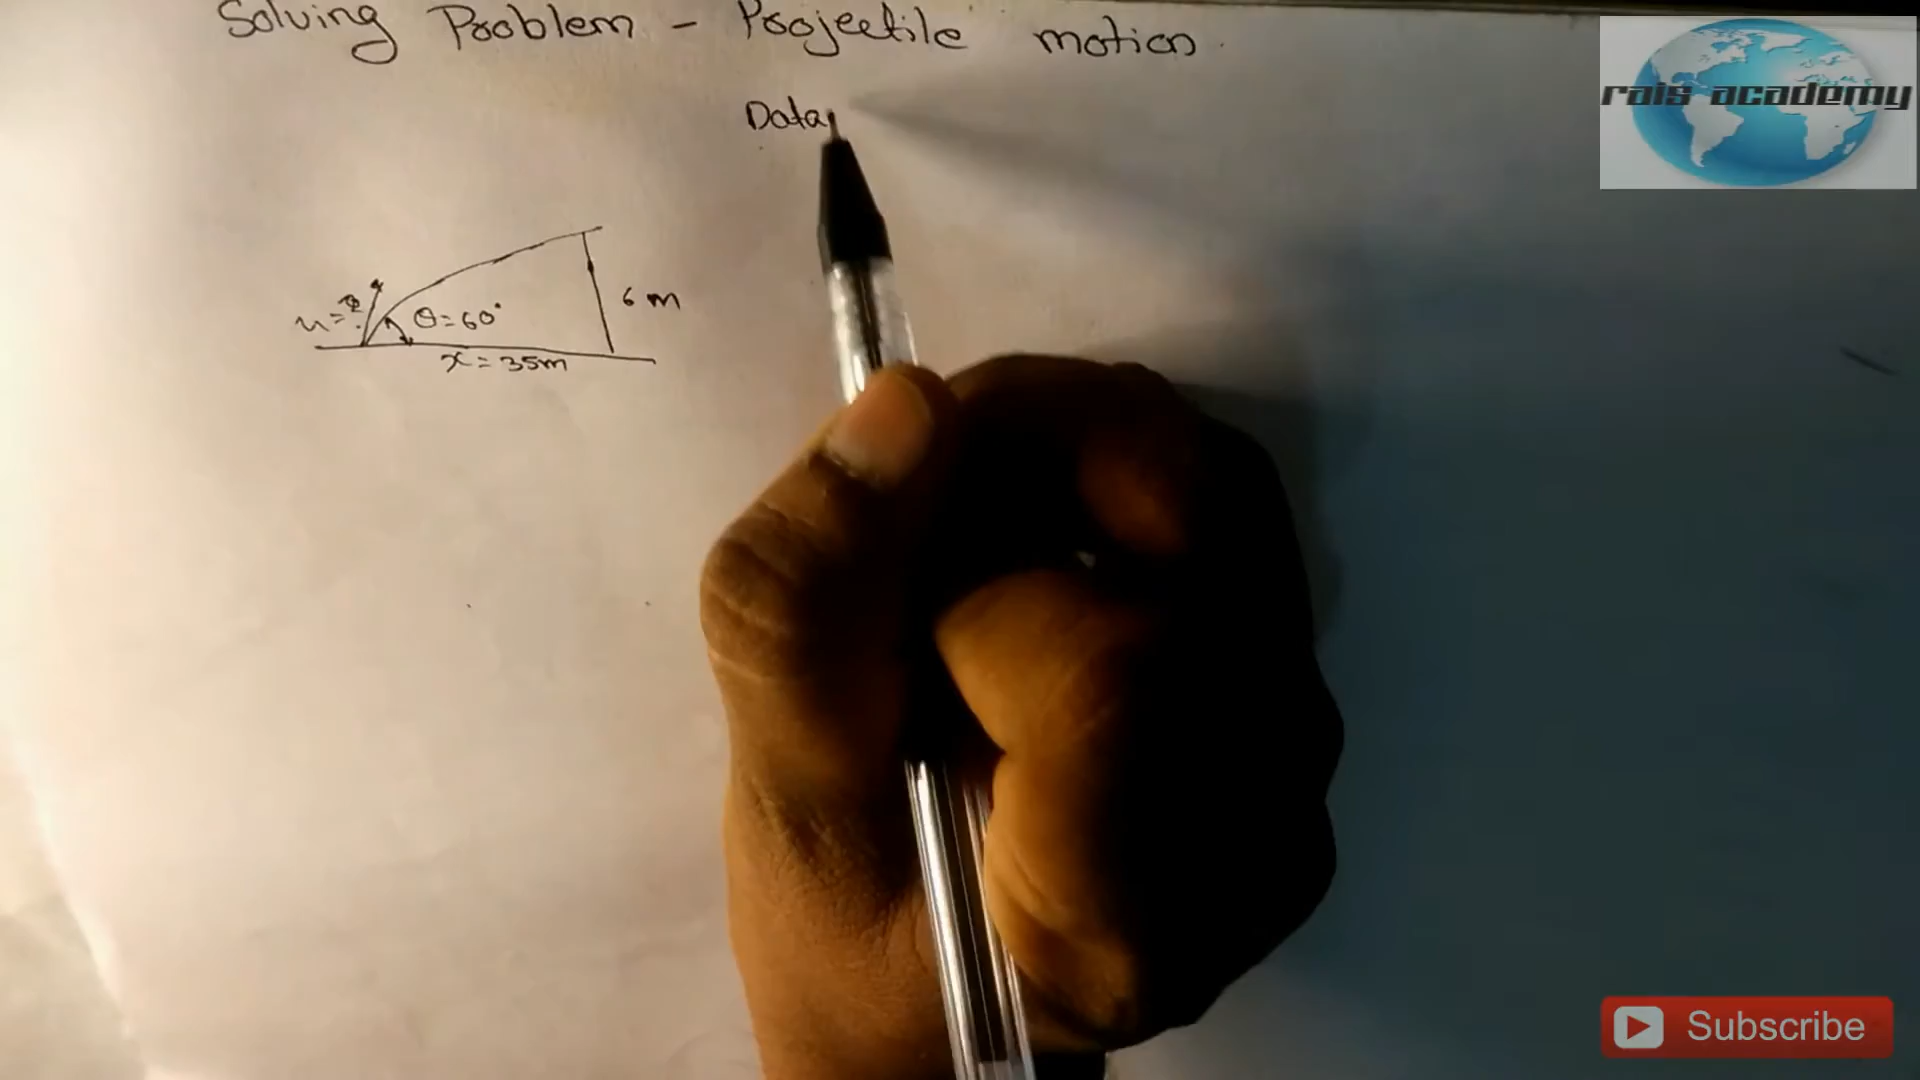 Solving Problem - Projectile motion.
rais academy
Data
6 m
u=?
θ=60°
x=35m
Subscribe